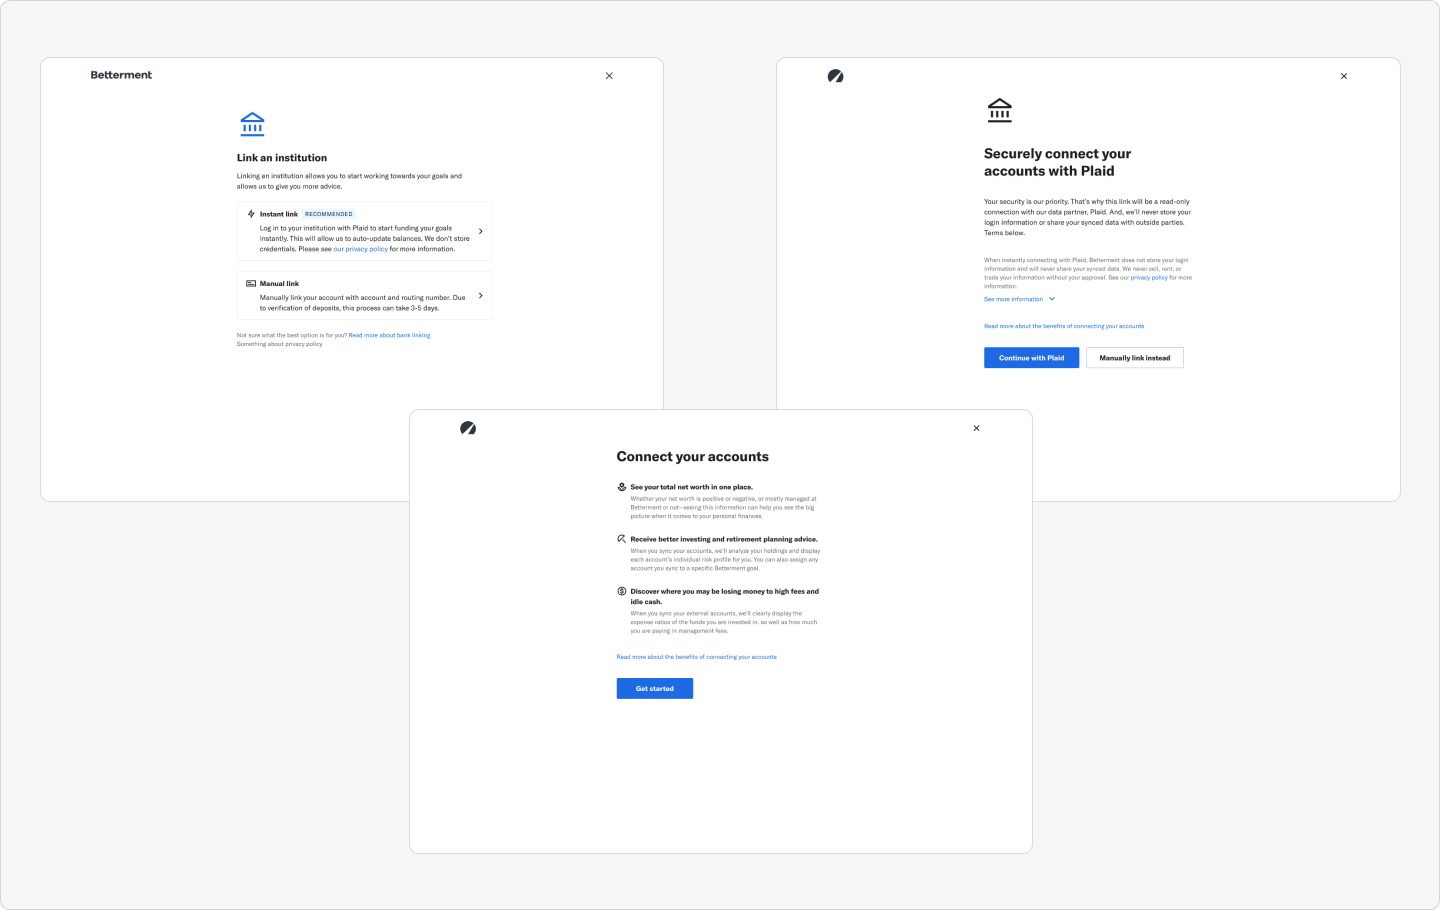 Betterment
Link an institution
Linking an institution allows you to start working towards your goals and
allows us to give you more advice.
Instant link RECOMMENDED
Log in to your institution with Plaid to start funding your goals
instantly. This will allow us to auto-update balances. We don't store
credentials. Please see our privacy policy for more information.
Manual link
Manually link your account with account and routing number. Due
to verification of deposits, this process can take 3-5 days.
Not sure what the best option is for you? Read more about bank linking
Something about privacy policy
Securely connect your
accounts with Plaid
Your security is our priority. That's why this link will be a read-only
connection with our data partner, Plaid. And, we'll never store your
login information or share your synced data with outside parties.
Terms below.
When instantly connecting with Plaid, Betterment does not store your login
information and will never share your synced data. We never sell, rent, or
trade your information without your approval. See our privacy policy for more
information.
See more information
Read more about the benefits of connecting your accounts
Continue with Plaid
Manually link instead
Connect your accounts
See your total net worth in one place.
Whether your net worth is positive or negative, or mostly managed at
Betterment or not—seeing this information can help you see the big
picture when it comes to your personal finances.
Receive better investing and retirement planning advice.
When you sync your accounts, we'll analyze your holdings and display
each account's individual risk profile for you. You can also assign any
account you sync to a specific Betterment goal.
Discover where you may be losing money to high fees and
idle cash.
When you sync your external accounts, we'll clearly display the
expense ratios of the funds you are invested in, as well as how much
you are paying in management fees.
Read more about the benefits of connecting your accounts
Get started